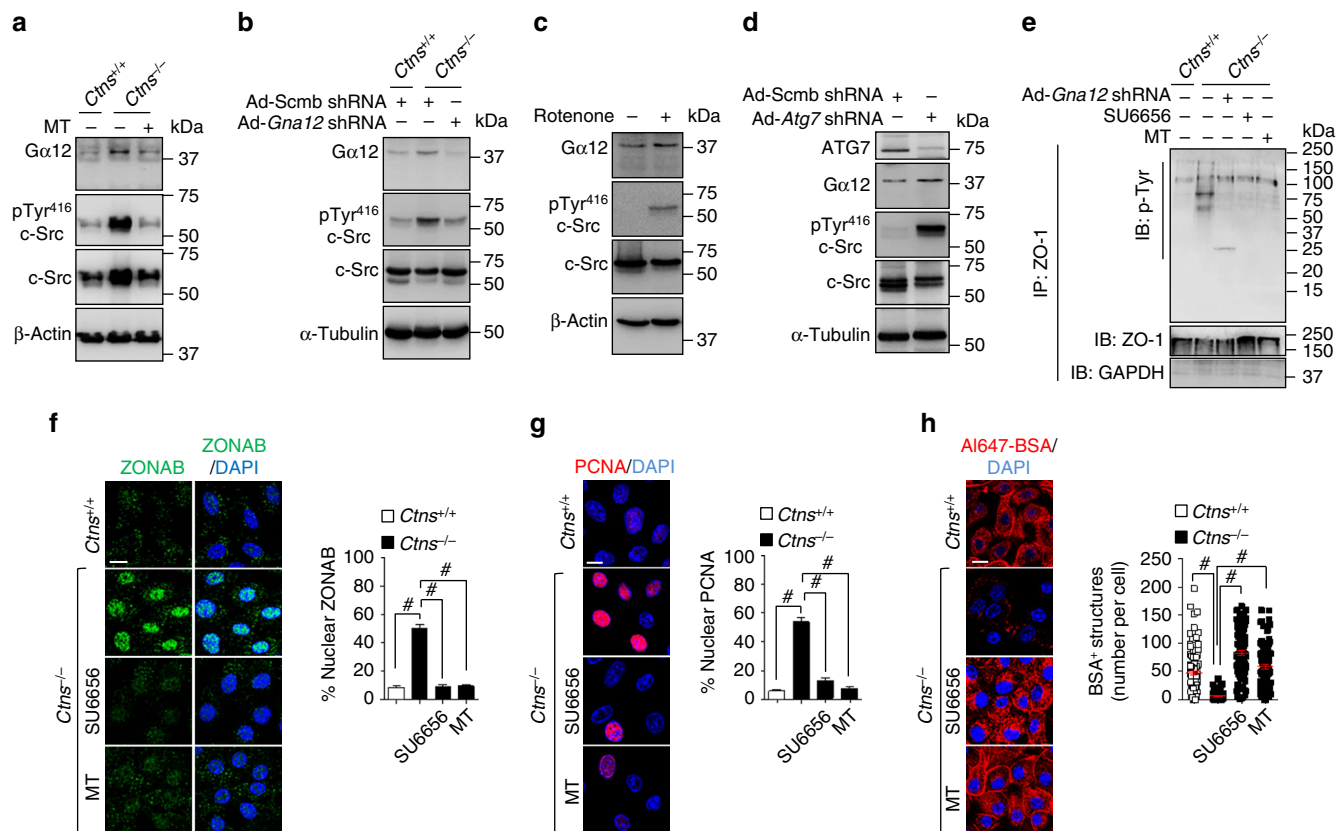 a
Ctns+/+
Ctns–/–
MT – – + kDa
Gα12
37
pTyr416
c-Src
75
50
c-Src
75
50
β-Actin
37
b
Ctns+/+
Ctns–/–
Ad-Scmb shRNA + + –
Ad-Gna12 shRNA – – + kDa
Gα12
37
pTyr416
c-Src
75
50
c-Src
75
50
α-Tubulin
50
c
Rotenone – + kDa
Gα12
37
pTyr416
c-Src
75
50
c-Src
75
50
β-Actin
37
d
Ad-Scmb shRNA + –
Ad-Atg7 shRNA – + kDa
ATG7
75
Gα12
37
pTyr416
c-Src
75
50
c-Src
75
50
α-Tubulin
50
e
Ctns+/+
Ctns–/–
Ad-Gna12 shRNA – – + – –
SU6656 – – – + –
MT – – – – + kDa
IP: ZO-1
IB: p-Tyr
250
150
100
75
50
37
25
20
15
IB: ZO-1
250
150
IB: GAPDH
37
f
ZONAB
ZONAB
/DAPI
Ctns+/+
Ctns–/–
SU6656
MT
Ctns+/+
Ctns–/–
% Nuclear ZONAB
100
80
60
40
20
0
#
#
#
SU6656
MT
g
PCNA/DAPI
Ctns+/+
Ctns–/–
SU6656
MT
Ctns+/+
Ctns–/–
% Nuclear PCNA
100
80
60
40
20
0
#
#
#
SU6656
MT
h
Al647-BSA/
DAPI
Ctns+/+
Ctns–/–
SU6656
MT
Ctns+/+
Ctns–/–
BSA+ structures
(number per cell)
250
200
150
100
50
0
#
#
#
SU6656
MT